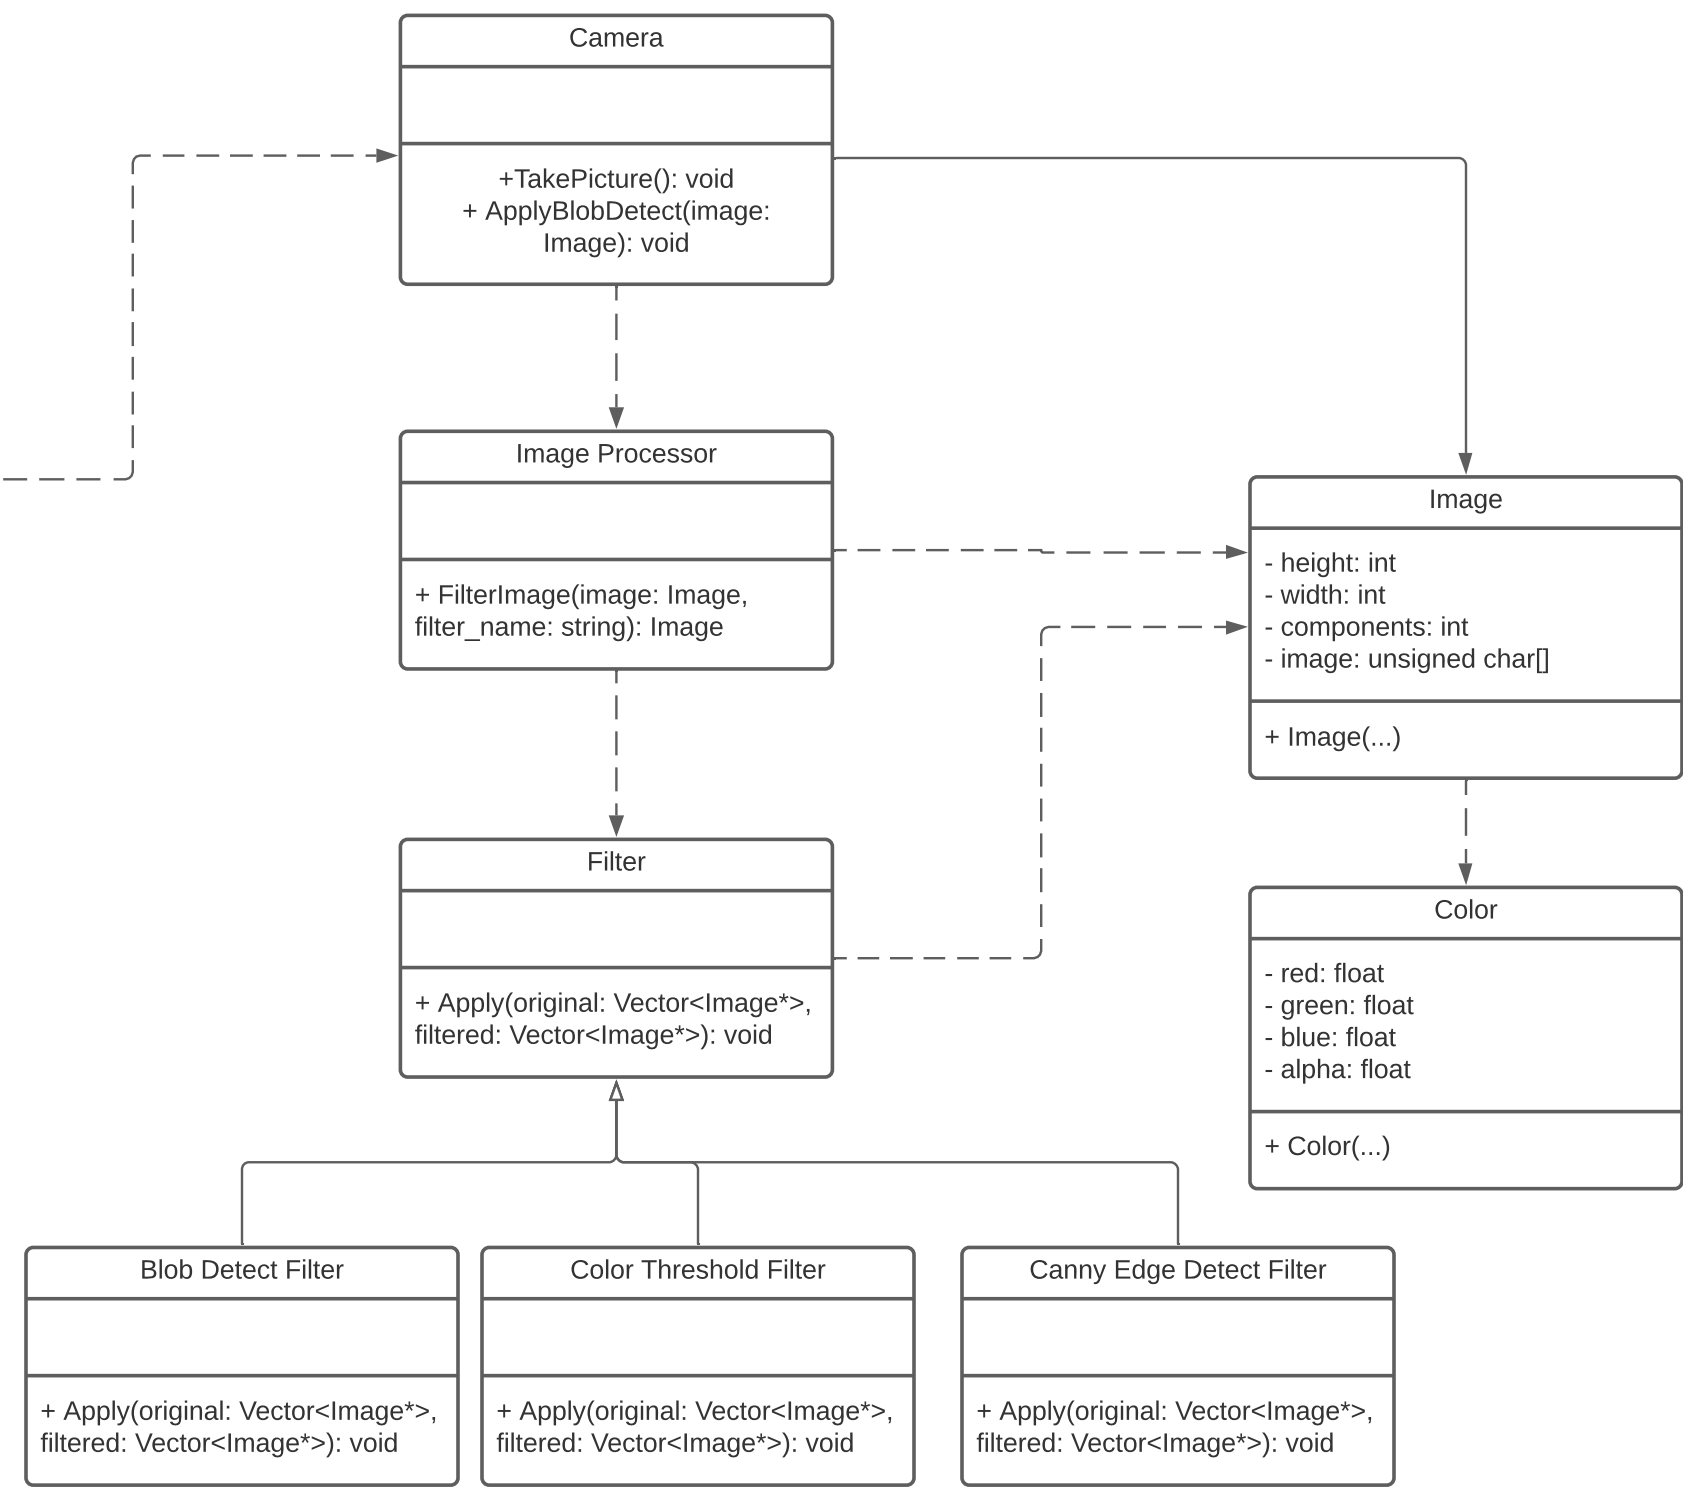 Camera
+TakePicture(): void
+ ApplyBlobDetect(image:
Image): void
Image Processor
+ FilterImage(image: Image,
filter_name: string): Image
Image
- height: int
- width: int
- components: int
- image: unsigned char[]
+ Image(...)
Filter
+ Apply(original: Vector<Image*>,
filtered: Vector<Image*>): void
Color
- red: float
- green: float
- blue: float
- alpha: float
+ Color(...)
Blob Detect Filter
+ Apply(original: Vector<Image*>,
filtered: Vector<Image*>): void
Color Threshold Filter
+ Apply(original: Vector<Image*>,
filtered: Vector<Image*>): void
Canny Edge Detect Filter
+ Apply(original: Vector<Image*>,
filtered: Vector<Image*>): void